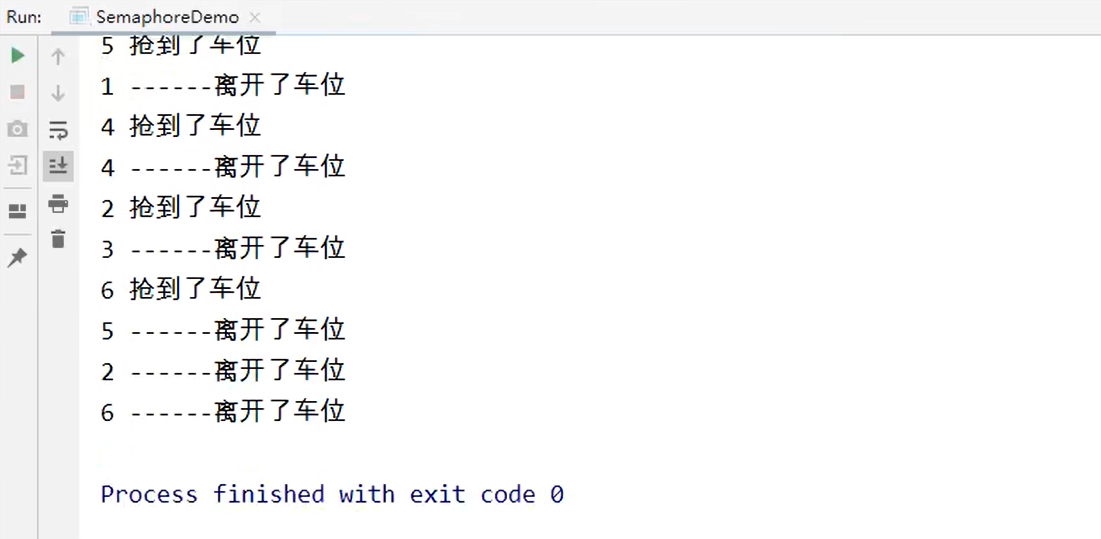 Run: SemaphoreDemo
5 抢到了车位
1 ------离开了车位
4 抢到了车位
4 ------离开了车位
2 抢到了车位
3 ------离开了车位
6 抢到了车位
5 ------离开了车位
2 ------离开了车位
6 ------离开了车位
Process finished with exit code 0